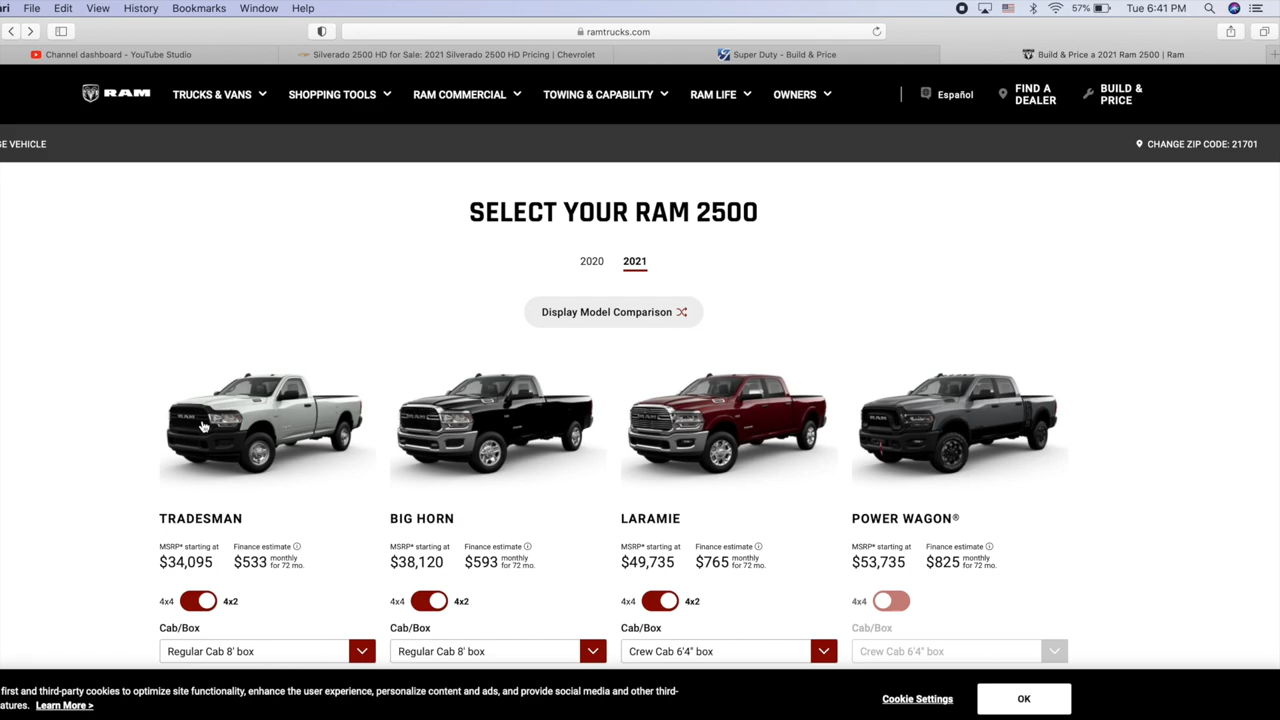 ari File Edit View History Bookmarks Window Help 57% Tue 6:41 PM
ramtrucks.com
Channel dashboard - YouTube Studio Silverado 2500 HD for Sale: 2021 Silverado 2500 HD Pricing | Chevrolet Super Duty - Build & Price Build & Price a 2021 Ram 2500 | Ram
RAM TRUCKS & VANS SHOPPING TOOLS RAM COMMERCIAL TOWING & CAPABILITY RAM LIFE OWNERS Español FIND A DEALER BUILD & PRICE
GE VEHICLE CHANGE ZIP CODE: 21701
SELECT YOUR RAM 2500
2020 2021
Display Model Comparison
TRADESMAN BIG HORN LARAMIE POWER WAGON®
MSRP* starting at Finance estimate MSRP* starting at Finance estimate MSRP* starting at Finance estimate MSRP* starting at Finance estimate
$34,095 $533 monthly for 72 mo. $38,120 $593 monthly for 72 mo. $49,735 $765 monthly for 72 mo. $53,735 $825 monthly for 72 mo.
4x4 4x2 4x4 4x2 4x4 4x2 4x4
Cab/Box Cab/Box Cab/Box Cab/Box
Regular Cab 8' box Regular Cab 8' box Crew Cab 6'4" box Crew Cab 6'4" box
first and third-party cookies to optimize site functionality, enhance the user experience, personalize content and ads, and provide social media and other third-
atures. Learn More >
Cookie Settings OK